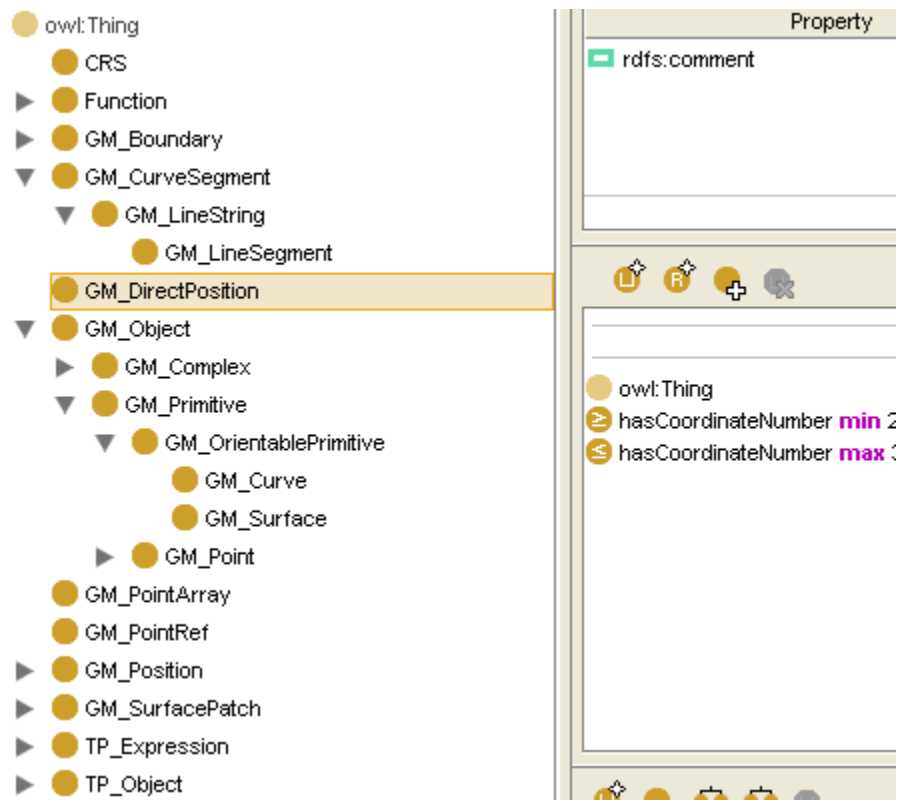 owl:Thing
CRS
Function
GM_Boundary
GM_CurveSegment
GM_LineString
GM_LineSegment
GM_DirectPosition
GM_Object
GM_Complex
GM_Primitive
GM_OrientablePrimitive
GM_Curve
GM_Surface
GM_Point
GM_PointArray
GM_PointRef
GM_Position
GM_SurfacePatch
TP_Expression
TP_Object
Property
rdfs:comment
owl:Thing
hasCoordinateNumber min 2
hasCoordinateNumber max 3